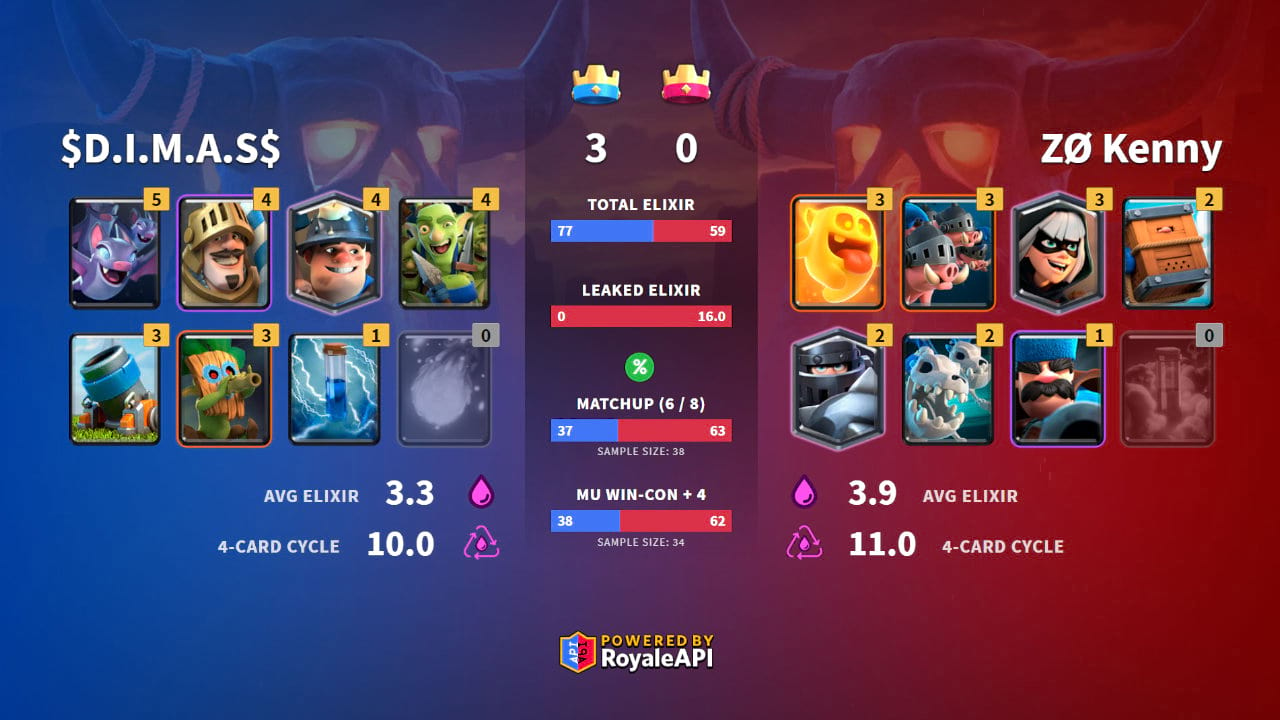 3 0
$D.I.M.A.S$
ZØ Kenny
5 4 4 4
3 3 1 0
3 3 3 2
2 2 1 0
TOTAL ELIXIR
77 59
LEAKED ELIXIR
0 16.0
%
MATCHUP (6 / 8)
37 63
SAMPLE SIZE: 38
MU WIN-CON + 4
38 62
SAMPLE SIZE: 34
AVG ELIXIR 3.3
4-CARD CYCLE 10.0
3.9 AVG ELIXIR
11.0 4-CARD CYCLE
API
API
POWERED BY
RoyaleAPI